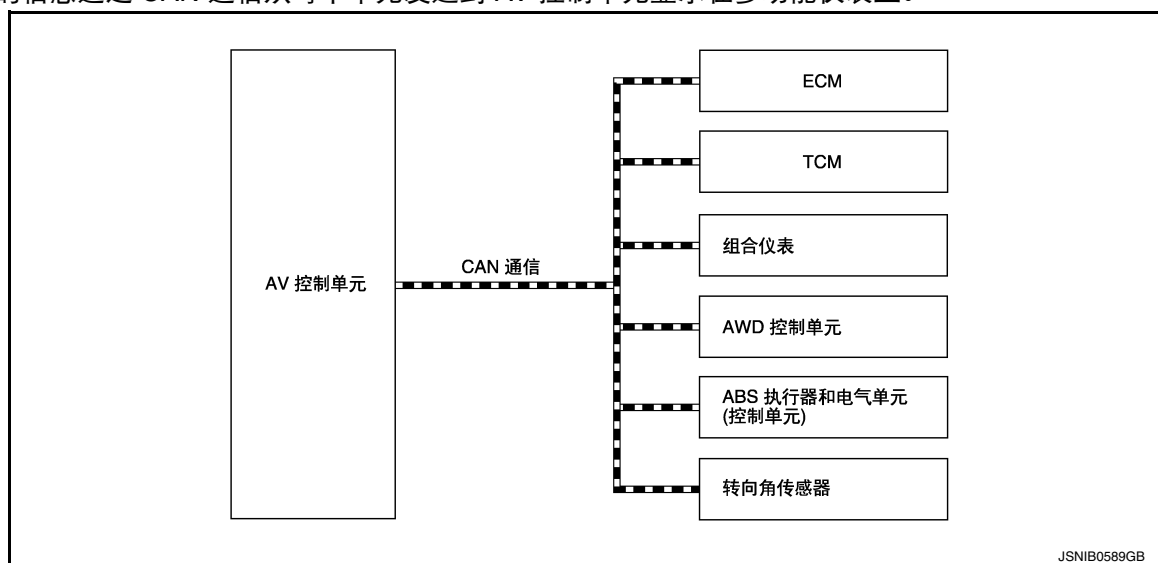 AV 控制单元
CAN 通信
ECM
TCM
组合仪表
AWD 控制单元
ABS 执行器和电气单元
(控制单元)
转向角传感器
JSNIB0589GB